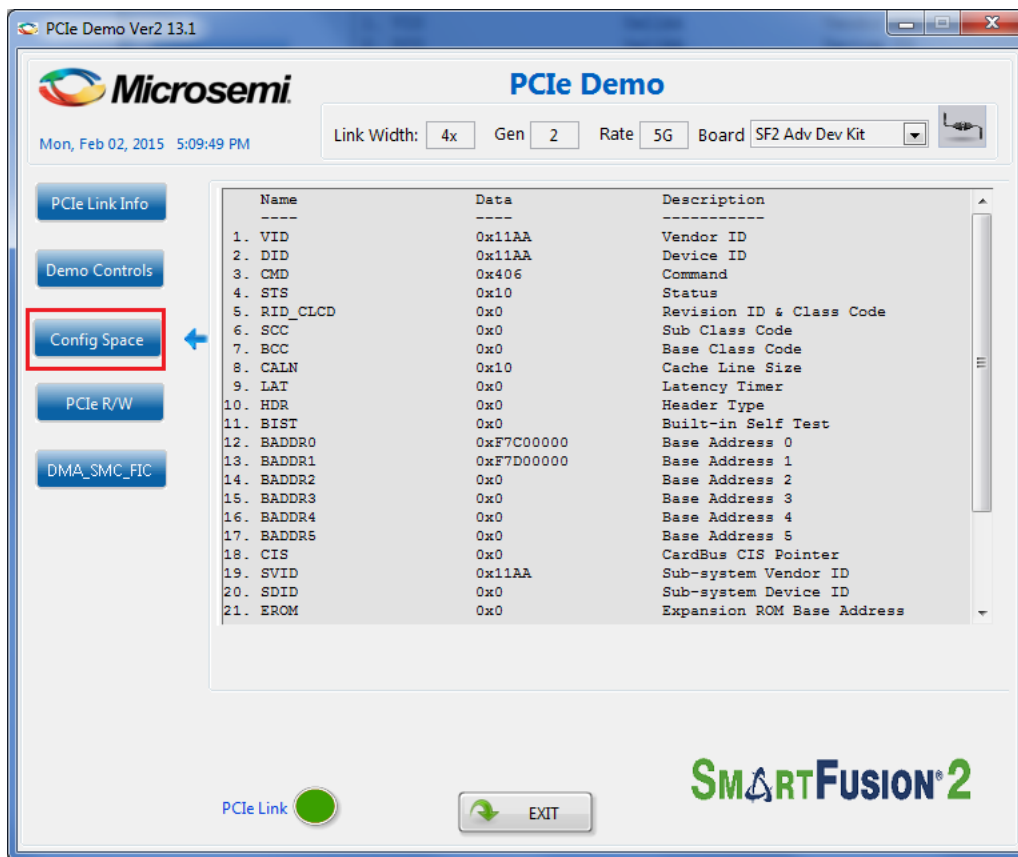 PCIe Demo Ver2 13.1
Microsemi.
PCIe Demo
Mon, Feb 02, 2015 5:09:49 PM
Link Width: 4x Gen 2 Rate 5G Board SF2 Adv Dev Kit
PCIe Link Info
Demo Controls
Config Space
PCIe R/W
DMA_SMC_FIC
Name Data Description
---- ---- -----------
1. VID 0x11AA Vendor ID
2. DID 0x11AA Device ID
3. CMD 0x406 Command
4. STS 0x10 Status
5. RID_CLCD 0x0 Revision ID & Class Code
6. SCC 0x0 Sub Class Code
7. BCC 0x0 Base Class Code
8. CALN 0x10 Cache Line Size
9. LAT 0x0 Latency Timer
10. HDR 0x0 Header Type
11. BIST 0x0 Built-in Self Test
12. BADDR0 0xF7C00000 Base Address 0
13. BADDR1 0xF7D00000 Base Address 1
14. BADDR2 0x0 Base Address 2
15. BADDR3 0x0 Base Address 3
16. BADDR4 0x0 Base Address 4
17. BADDR5 0x0 Base Address 5
18. CIS 0x0 CardBus CIS Pointer
19. SVID 0x11AA Sub-system Vendor ID
20. SDID 0x0 Sub-system Device ID
21. EROM 0x0 Expansion ROM Base Address
SMARTFUSION®2
PCIe Link
EXIT